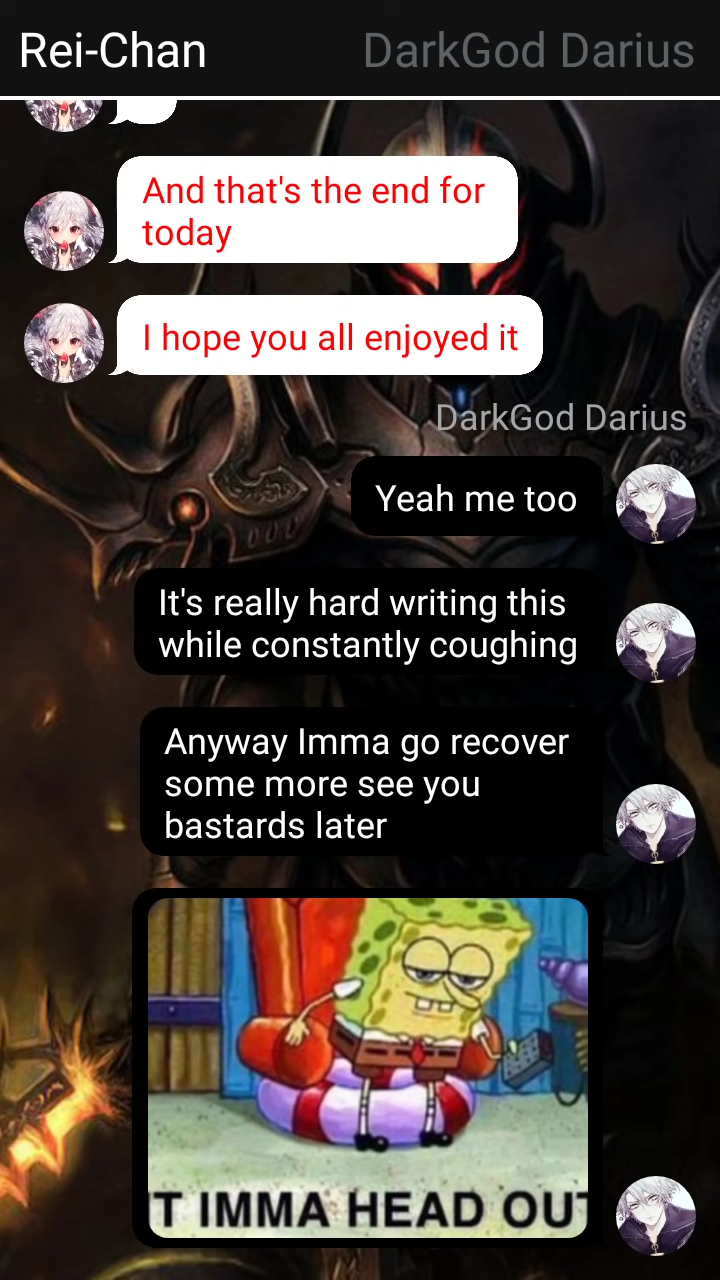 Rei-Chan DarkGod Darius
And that's the end for
today
I hope you all enjoyed it
DarkGod Darius
Yeah me too
It's really hard writing this
while constantly coughing
Anyway Imma go recover
some more see you
bastards later
T IMMA HEAD OUT